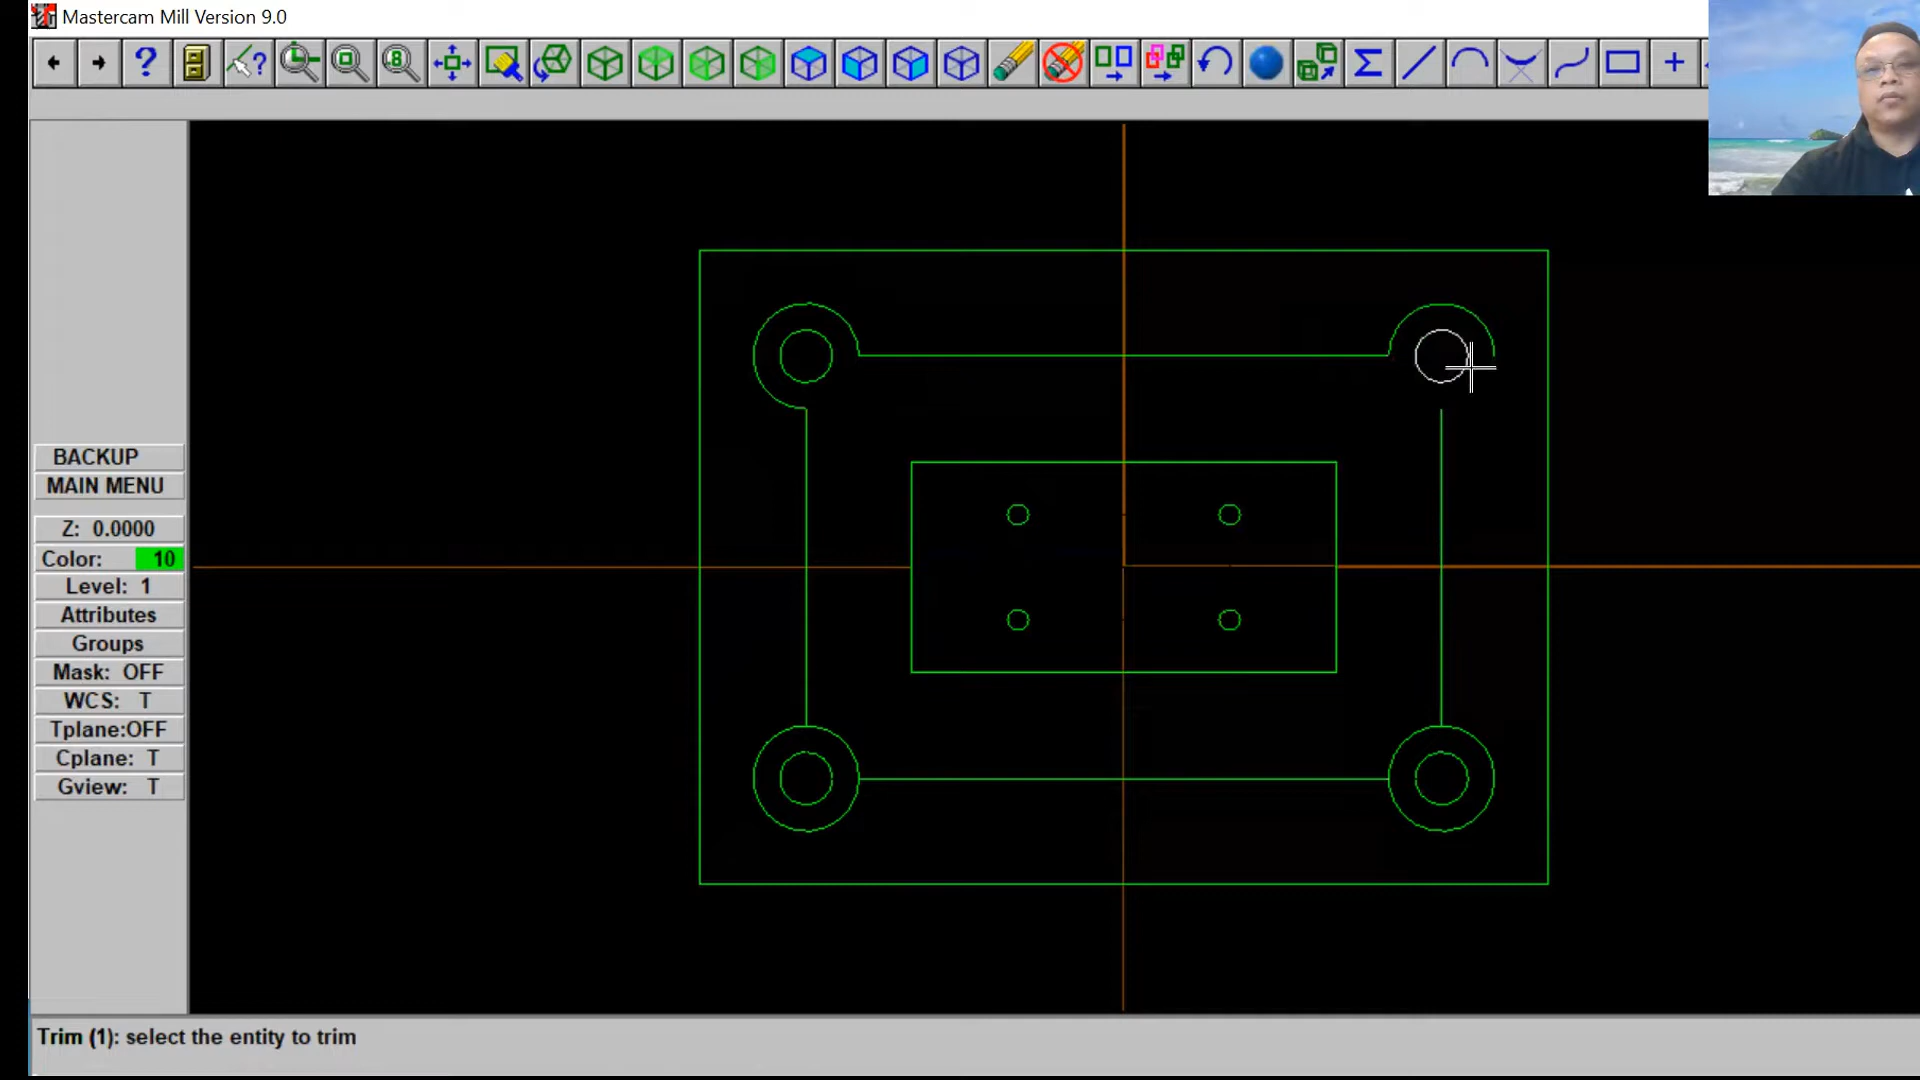 Mastercam Mill Version 9.0
BACKUP
MAIN MENU
Z: 0.0000
Color: 10
Level: 1
Attributes
Groups
Mask: OFF
WCS: T
Tplane:OFF
Cplane: T
Gview: T
Trim (1): select the entity to trim